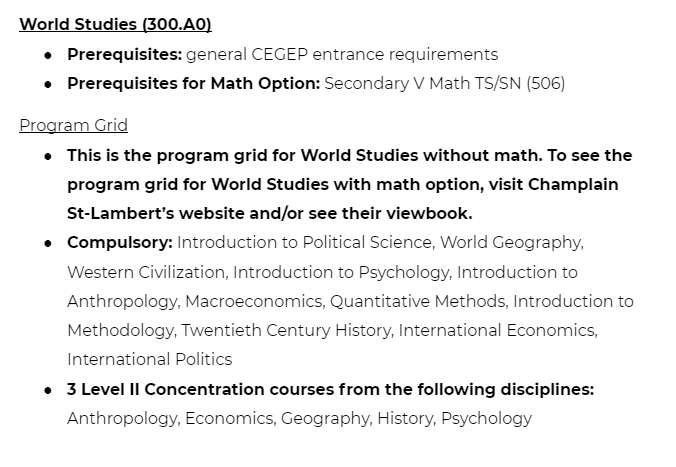 World Studies (300.A0)
● Prerequisites: general CEGEP entrance requirements
● Prerequisites for Math Option: Secondary V Math TS/SN (506)
Program Grid
● This is the program grid for World Studies without math. To see the
program grid for World Studies with math option, visit Champlain
St-Lambert’s website and/or see their viewbook.
● Compulsory: Introduction to Political Science, World Geography,
Western Civilization, Introduction to Psychology, Introduction to
Anthropology, Macroeconomics, Quantitative Methods, Introduction to
Methodology, Twentieth Century History, International Economics,
International Politics
● 3 Level II Concentration courses from the following disciplines:
Anthropology, Economics, Geography, History, Psychology